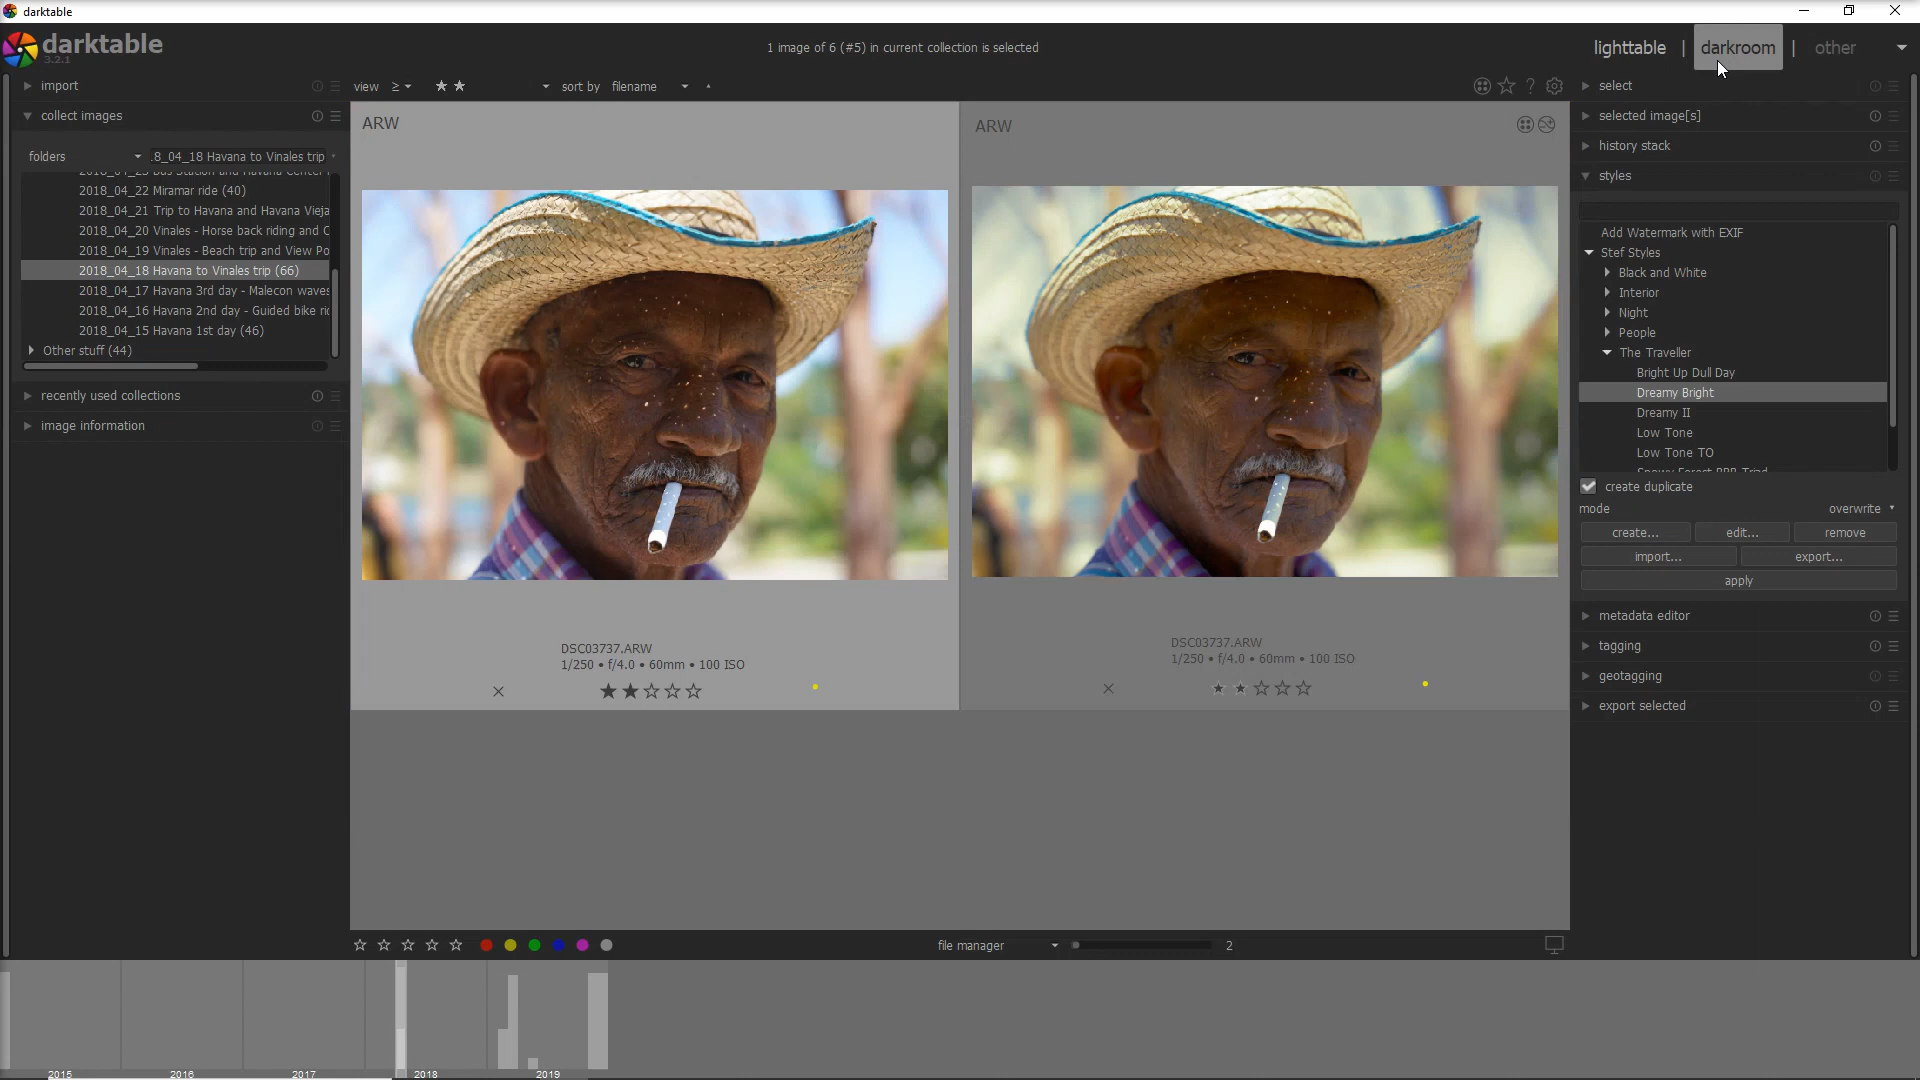 darktable
darktable
3.2.1
1 image of 6 (#5) in current collection is selected
lighttable | darkroom | other
import
view ≥ ★ ★ sort by filename
select
collect images
ARW
ARW
selected image[s]
folders
.8_04_18 Havana to Vinales trip
history stack
2018_04_22 Miramar ride (40)
2018_04_21 Trip to Havana and Havana Vieja
2018_04_20 Vinales - Horse back riding and C
2018_04_19 Vinales - Beach trip and View Po
2018_04_18 Havana to Vinales trip (66)
2018_04_17 Havana 3rd day - Malecon waves
2018_04_16 Havana 2nd day - Guided bike ri
2018_04_15 Havana 1st day (46)
Other stuff (44)
recently used collections
image information
styles
Add Watermark with EXIF
Stef Styles
Black and White
Interior
Night
People
The Traveller
Bright Up Dull Day
Dreamy Bright
Dreamy II
Low Tone
Low Tone TO
create duplicate
mode overwrite
create... edit... remove
import... export...
apply
metadata editor
tagging
geotagging
export selected
DSC03737.ARW
1/250 • f/4.0 • 60mm • 100 ISO
DSC03737.ARW
1/250 • f/4.0 • 60mm • 100 ISO
file manager 2
2015 2016 2017 2018 2019